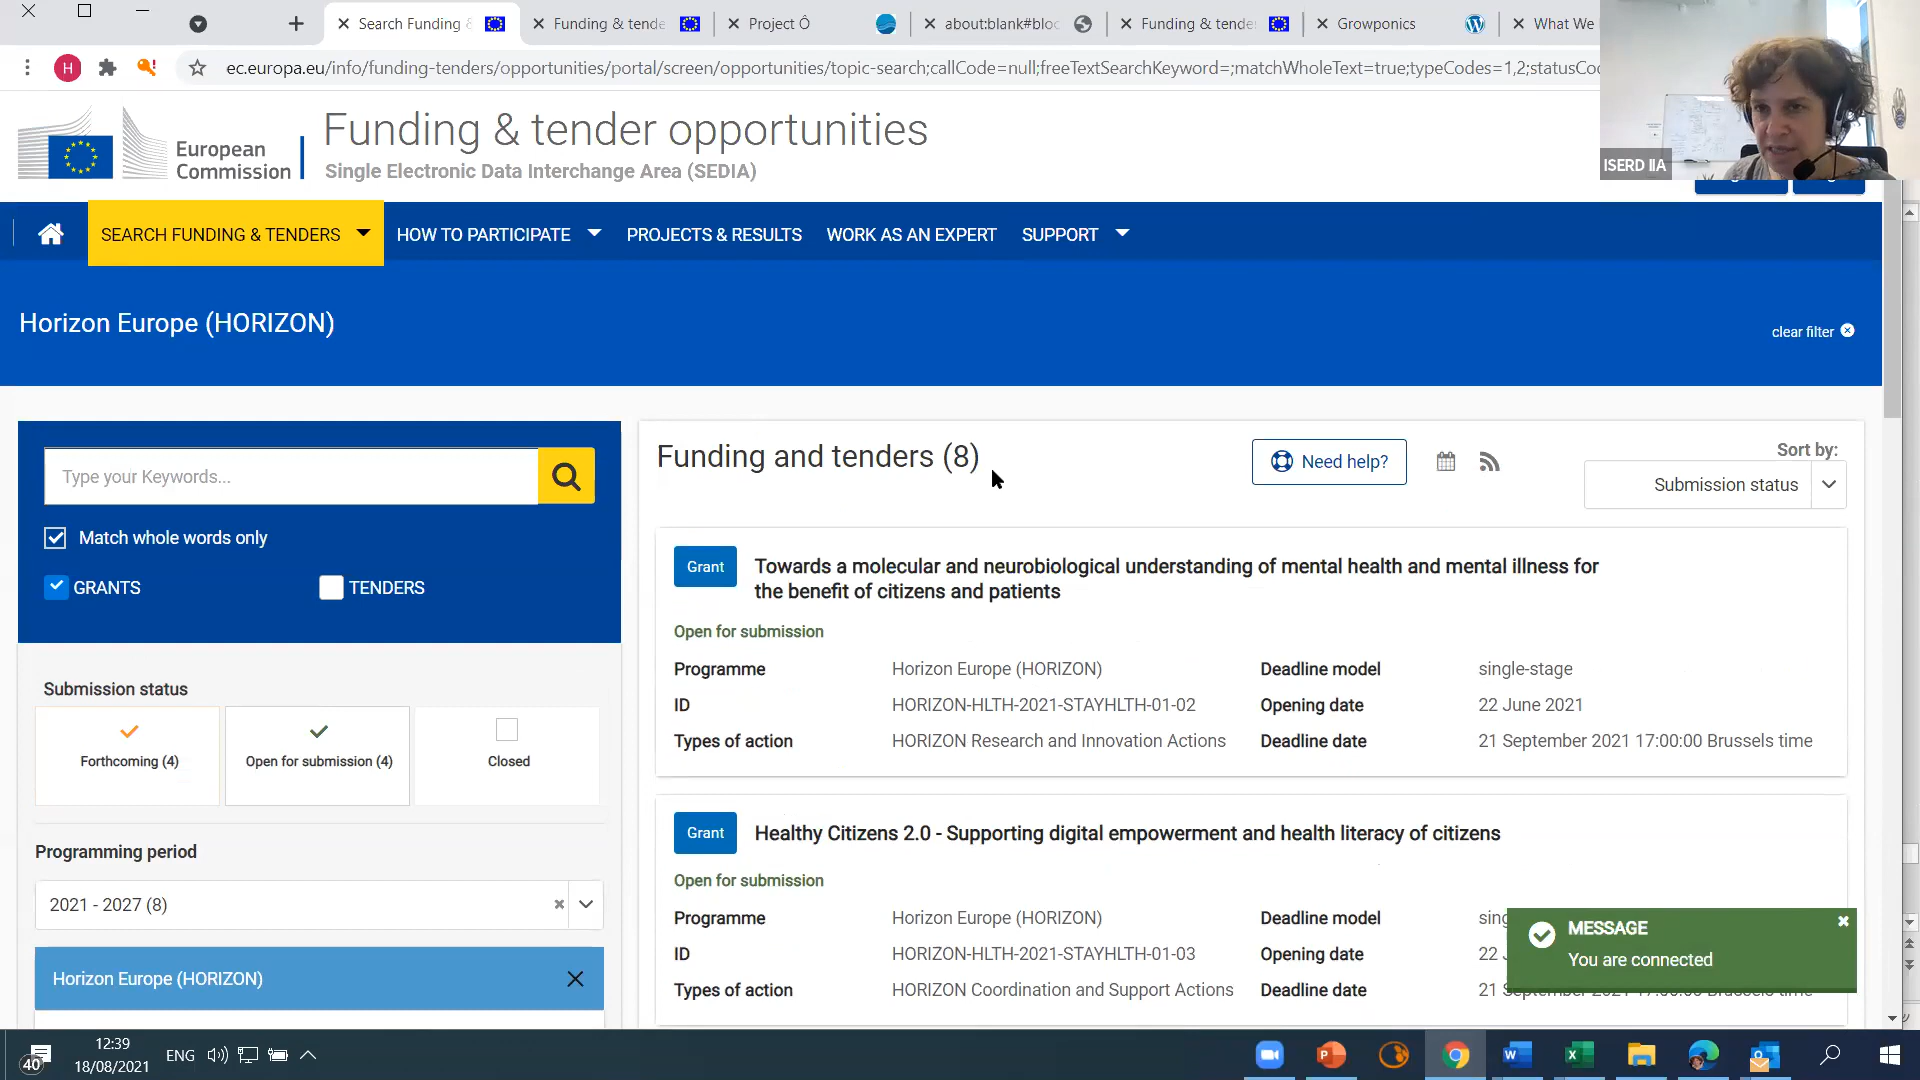 Search Funding &
Funding & tende
Project Ô
about:blank#bloc
Funding & tende
Growponics
What We
H
ec.europa.eu/info/funding-tenders/opportunities/portal/screen/opportunities/topic-search;callCode=null;freeTextSearchKeyword=;matchWholeText=true;typeCodes=1,2;statusCo
European
Commission
Funding & tender opportunities
Single Electronic Data Interchange Area (SEDIA)
ISERD IIA
SEARCH FUNDING & TENDERS
HOW TO PARTICIPATE
PROJECTS & RESULTS
WORK AS AN EXPERT
SUPPORT
Horizon Europe (HORIZON)
clear filter
Type your Keywords...
Match whole words only
GRANTS
TENDERS
Submission status
Forthcoming (4)
Open for submission (4)
Closed
Programming period
2021 - 2027 (8)
Horizon Europe (HORIZON)
Funding and tenders (8)
Need help?
Sort by:
Submission status
Grant
Towards a molecular and neurobiological understanding of mental health and mental illness for
the benefit of citizens and patients
Open for submission
Programme Horizon Europe (HORIZON) Deadline model single-stage
ID HORIZON-HLTH-2021-STAYHLTH-01-02 Opening date 22 June 2021
Types of action HORIZON Research and Innovation Actions Deadline date 21 September 2021 17:00:00 Brussels time
Grant
Healthy Citizens 2.0 - Supporting digital empowerment and health literacy of citizens
Open for submission
Programme Horizon Europe (HORIZON) Deadline model
ID HORIZON-HLTH-2021-STAYHLTH-01-03 Opening date 22
Types of action HORIZON Coordination and Support Actions Deadline date 21 September 2021 17:00:00 Brussels time
MESSAGE
You are connected
40
12:39
18/08/2021
ENG